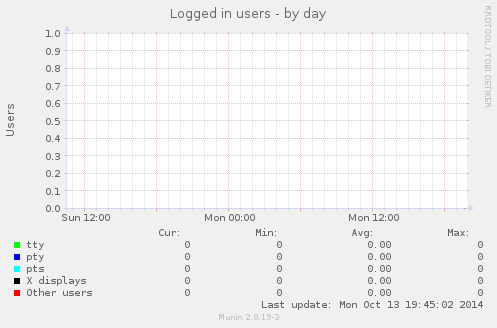 Logged in users - by day
RRDTOOL / TOBI OETIKER
Users
1.0
0.9
0.8
0.7
0.6
0.5
0.4
0.3
0.2
0.1
0.0
Sun 12:00 Mon 00:00 Mon 12:00
Cur: Min: Avg: Max:
tty 0 0 0.00 0
pty 0 0 0.00 0
pts 0 0 0.00 0
X displays 0 0 0.00 0
Other users 0 0 0.00 0
Last update: Mon Oct 13 19:45:02 2014
Munin 2.0.19-3